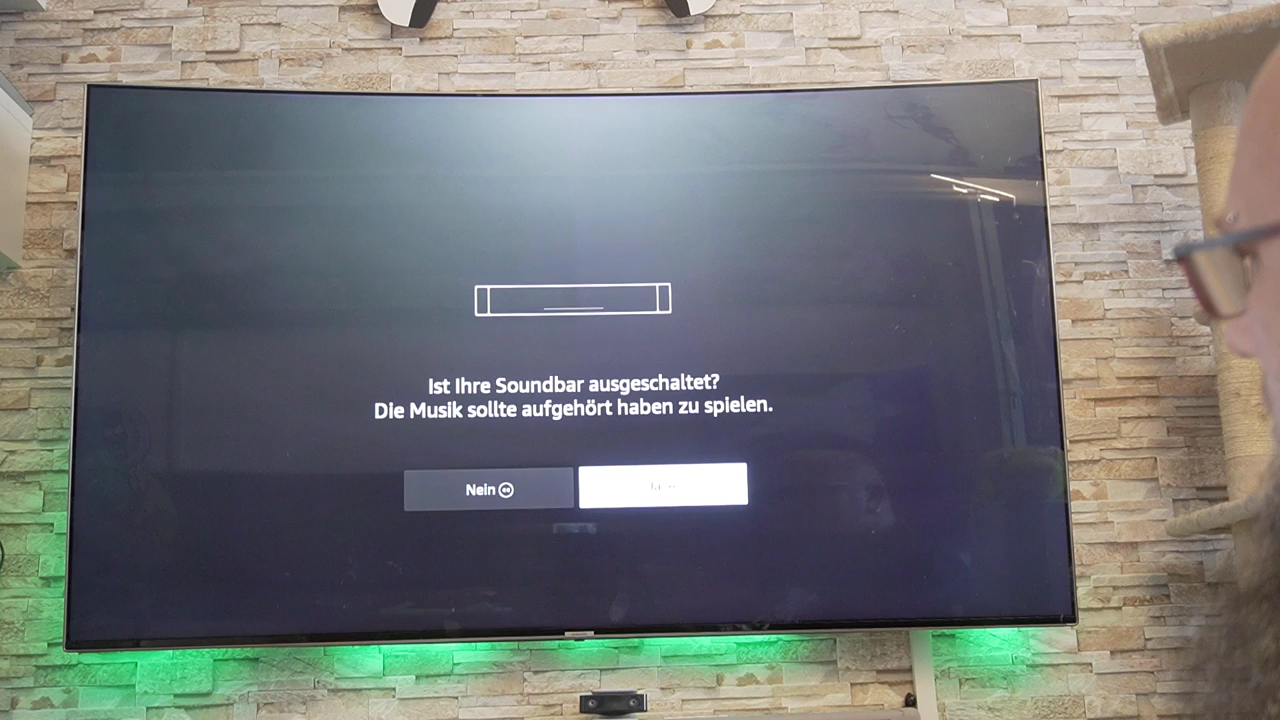 Ist Ihre Soundbar ausgeschaltet?
Die Musik sollte aufgehört haben zu spielen.
Nein